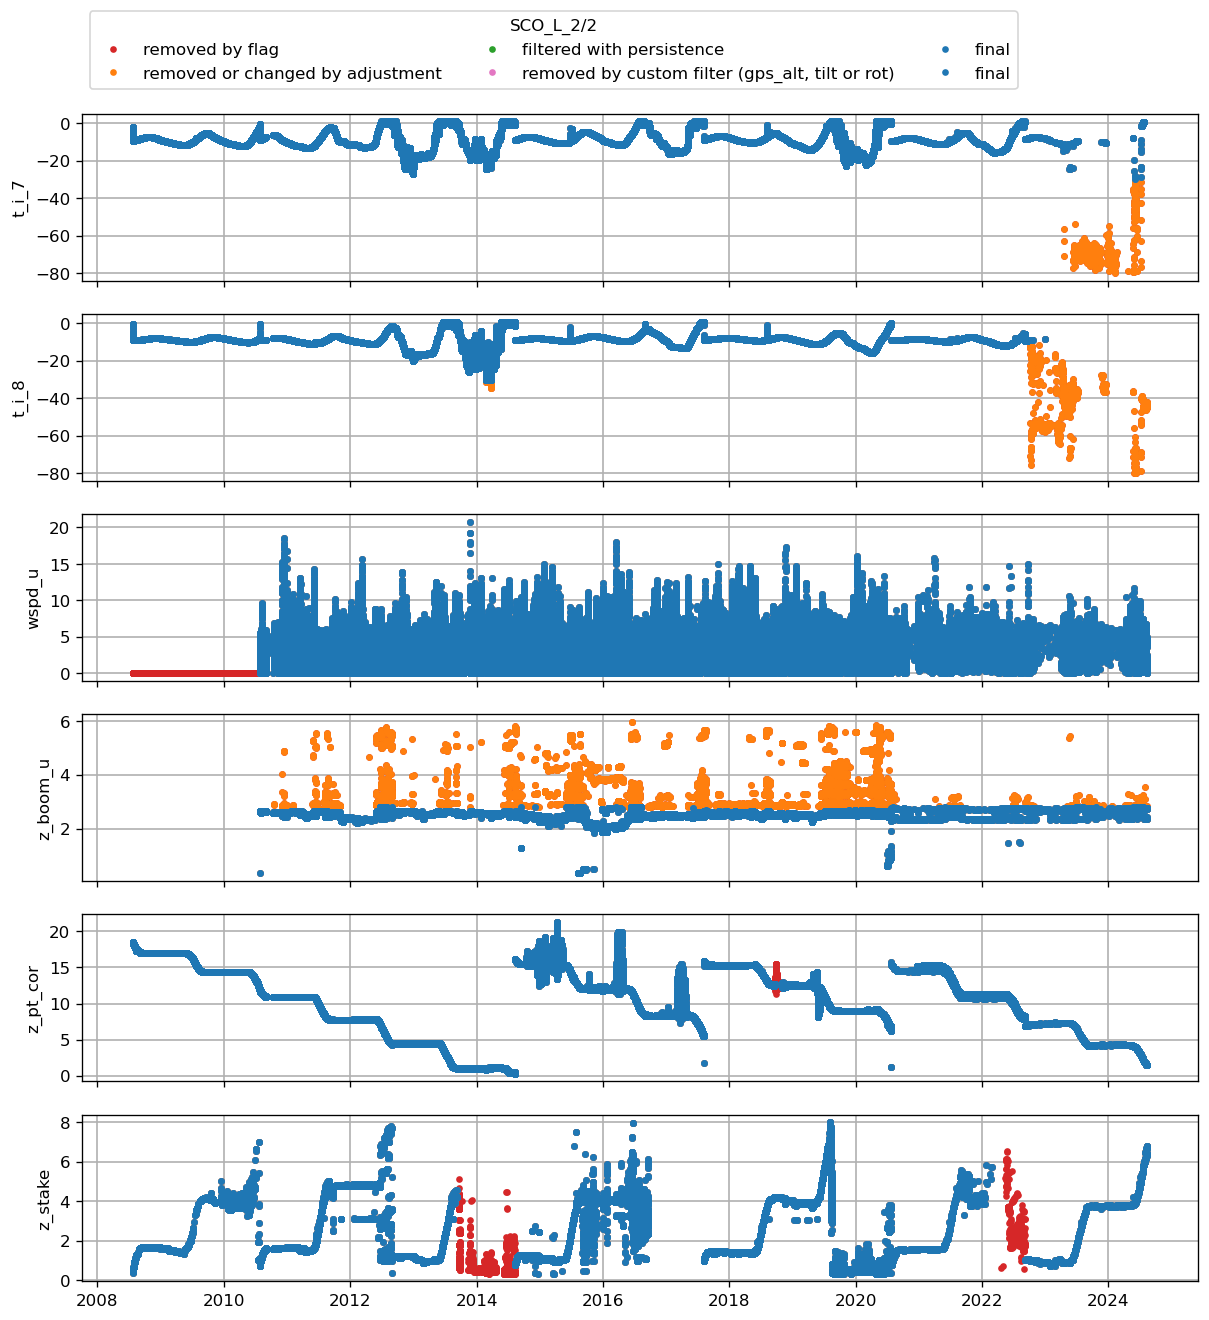 SCO_L_2/2
removed by flag
filtered with persistence
final
removed or changed by adjustment
removed by custom filter (gps_alt, tilt or rot)
final
t_i_7
0
−20
−40
−60
−80
t_i_8
0
−20
−40
−60
−80
wspd_u
20
15
10
5
0
z_boom_u
6
4
2
z_pt_cor
20
15
10
5
0
z_stake
8
6
4
2
0
2008 2010 2012 2014 2016 2018 2020 2022 2024